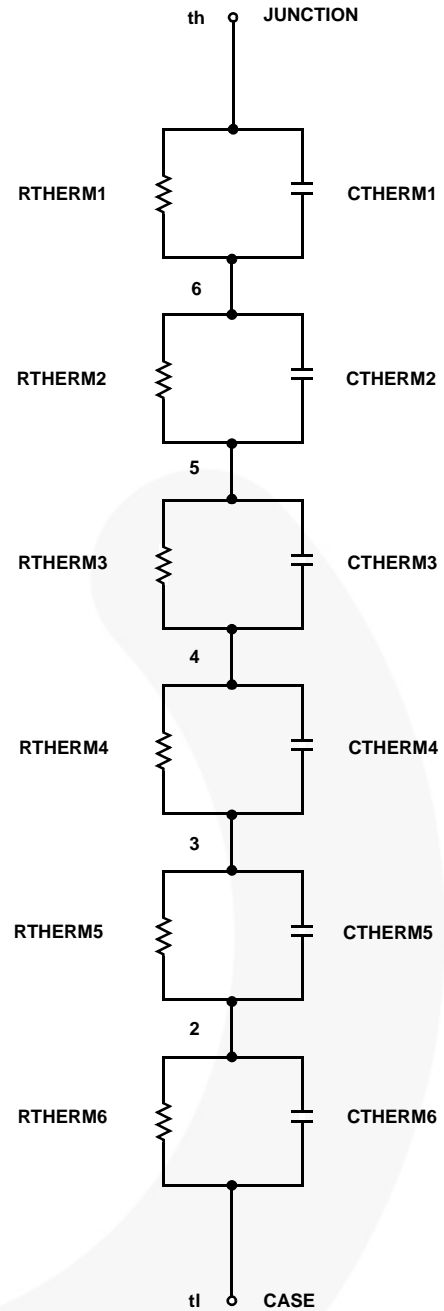 th JUNCTION
RTHERM1 CTHERM1
6
RTHERM2 CTHERM2
5
RTHERM3 CTHERM3
4
RTHERM4 CTHERM4
3
RTHERM5 CTHERM5
2
RTHERM6 CTHERM6
tl CASE